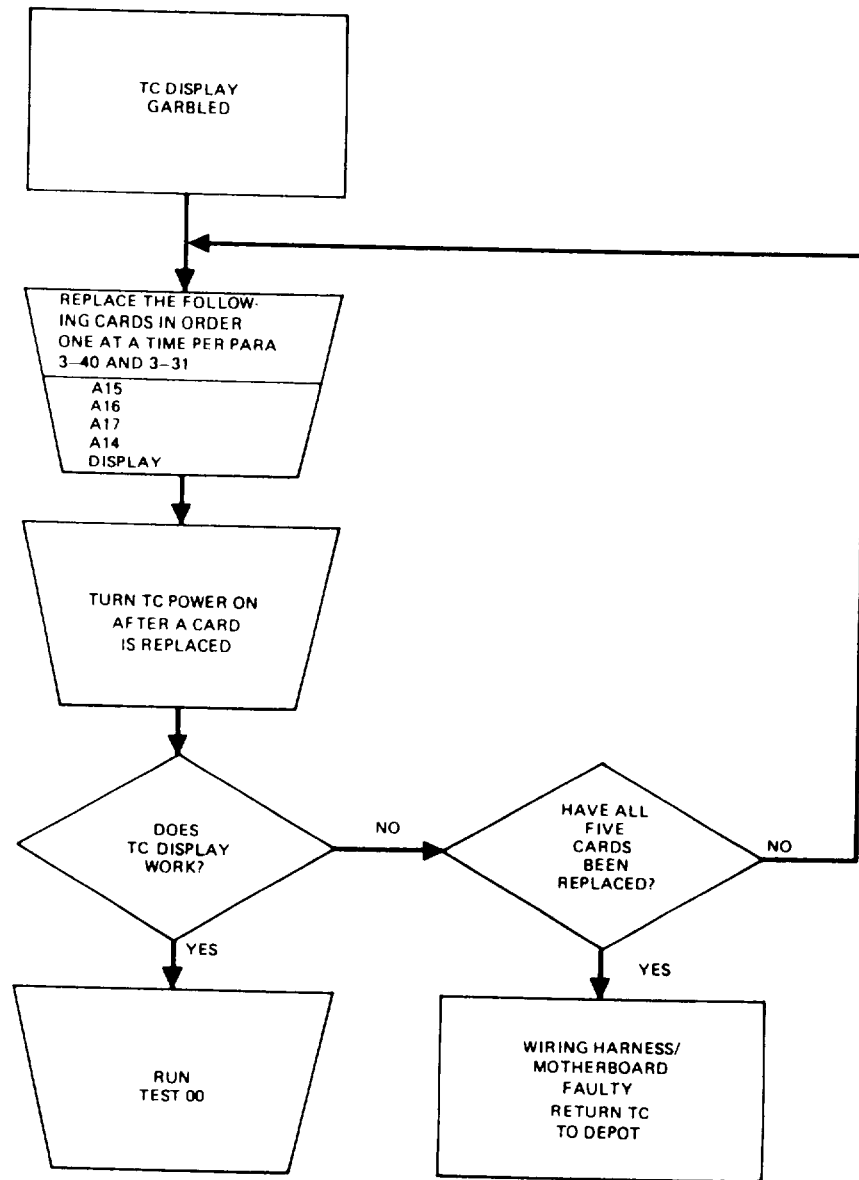 TC DISPLAY
GARBLED
REPLACE THE FOLLOW-
ING CARDS IN ORDER
ONE AT A TIME PER PARA
3-40 AND 3-31
A15
A16
A17
A14
DISPLAY
TURN TC POWER ON
AFTER A CARD
IS REPLACED
DOES
TC DISPLAY
WORK?
NO
HAVE ALL
FIVE
CARDS
BEEN
REPLACED?
NO
YES
YES
RUN
TEST 00
WIRING HARNESS/
MOTHERBOARD
FAULTY
RETURN TC
TO DEPOT